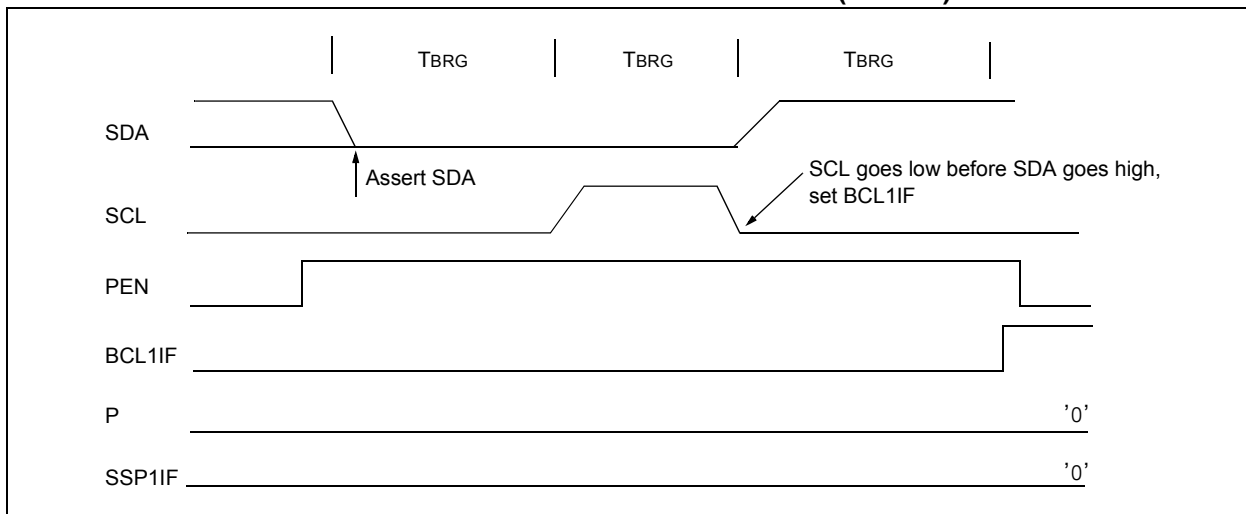 TBRG TBRG TBRG
SDA
Assert SDA
SCL goes low before SDA goes high,
set BCL1IF
SCL
PEN
BCL1IF
P '0'
SSP1IF '0'